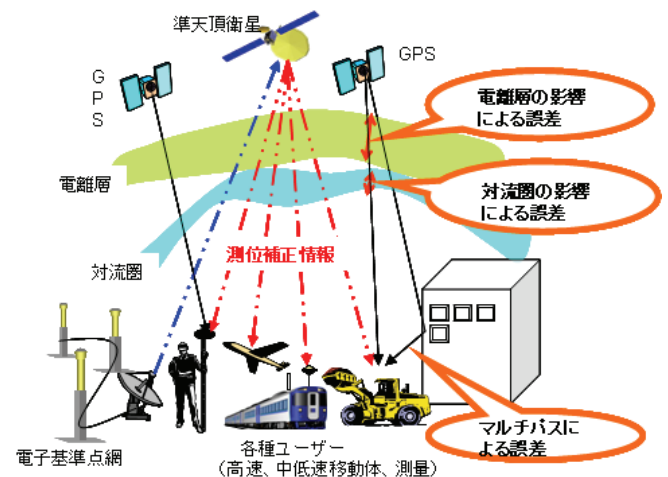 準天頂衛星
GPS
GPS
電離層の影響
による誤差
電離層
対流圏の影響
による誤差
測位補正情報
対流圏
マルチパスに
よる誤差
電子基準点網
各種ユーザー
(高速、中低速移動体、測量)